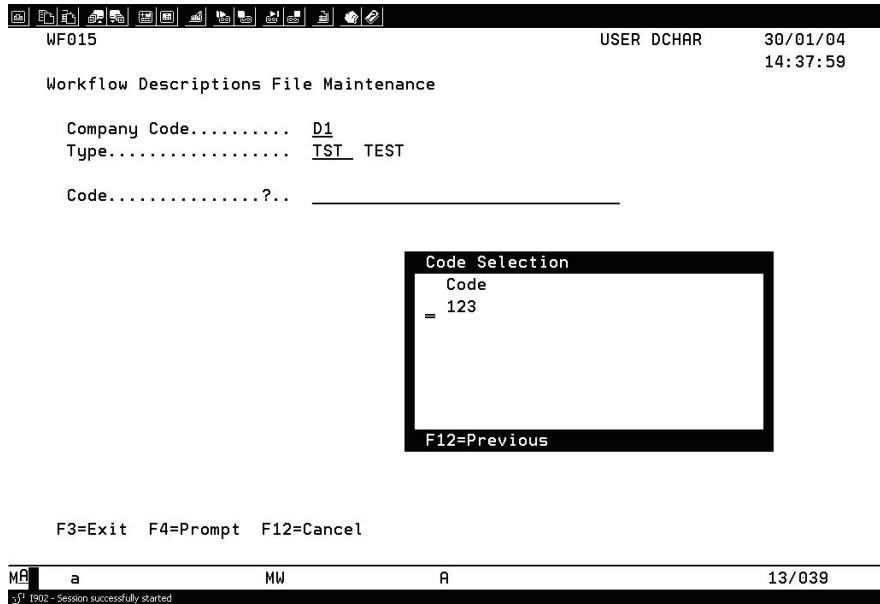 WF015 USER DCHAR 30/01/04
14:37:59
Workflow Descriptions File Maintenance
Company Code.......... D1
Type.................. TST TEST
Code...............?..
Code Selection
Code
_ 123
F12=Previous
F3=Exit F4=Prompt F12=Cancel
MA a MW A 13/039
I902 - Session successfully started